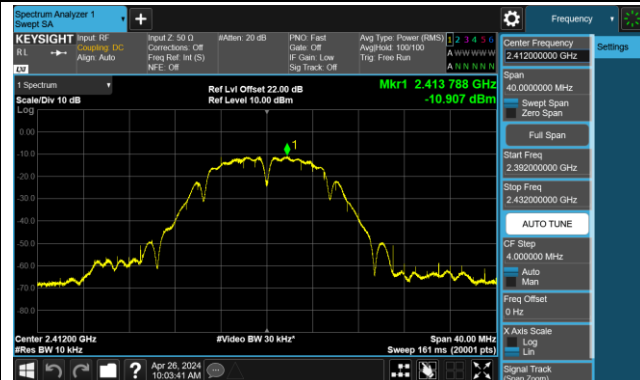 Spectrum Analyzer 1
Swept SA
Frequency
KEYSIGHT
Input: RF
Coupling: DC
Align: Auto
Input Z: 50 Ω
Corrections: Off
Freq Ref: Int (S)
NFE: Off
#Atten: 20 dB
PNO: Fast
Gate: Off
IF Gain: Low
Sig Track: Off
Avg Type: Power (RMS)
Avg|Hold: 100/100
Trig: Free Run
1 2 3 4 5 6
A W W W W W
A N N N N N
R L
LXI
1 Spectrum
Scale/Div 10 dB
Ref Lvl Offset 22.00 dB
Ref Level 10.00 dBm
Mkr1 2.413 788 GHz
-10.907 dBm
Log
0.00
-10.0
-20.0
-30.0
-40.0
-50.0
-60.0
-70.0
-80.0
1
Center 2.41200 GHz
#Res BW 10 kHz
#Video BW 30 kHz*
Span 40.00 MHz
Sweep 161 ms (20001 pts)
Apr 26, 2024
10:03:41 AM
Center Frequency
2.412000000 GHz
Span
40.0000000 MHz
Swept Span
Zero Span
Full Span
Start Freq
2.392000000 GHz
Stop Freq
2.432000000 GHz
AUTO TUNE
CF Step
4.000000 MHz
Auto
Man
Freq Offset
0 Hz
X Axis Scale
Log
Lin
Signal Track
(Span Zoom)
Settings